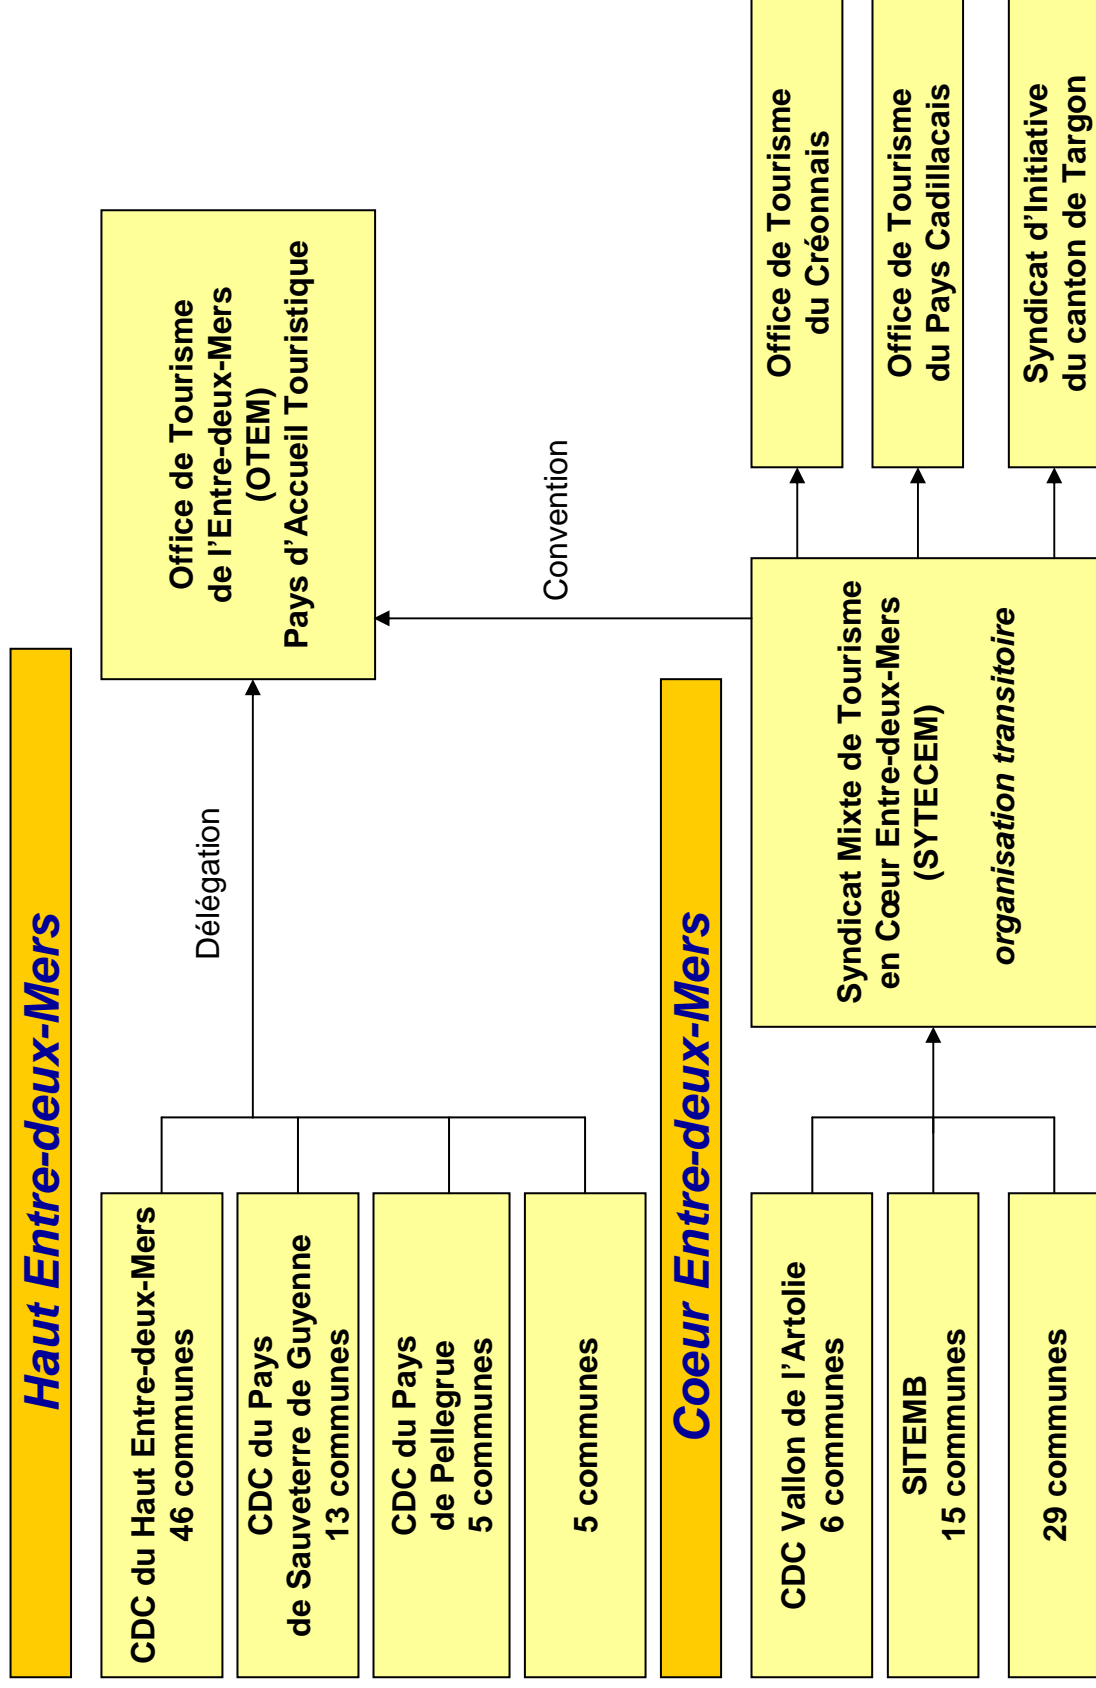 Haut Entre-deux-Mers
CDC du Haut Entre-deux-Mers
46 communes
CDC du Pays
de Sauveterre de Guyenne
13 communes
CDC du Pays
de Pellegrue
5 communes
5 communes
Délégation
Office de Tourisme
de l'Entre-deux-Mers
(OTEM)
Pays d'Accueil Touristique
Convention
Coeur Entre-deux-Mers
CDC Vallon de l'Artolie
6 communes
SITEMB
15 communes
29 communes
Syndicat Mixte de Tourisme
en Cœur Entre-deux-Mers
(SYTECEM)
organisation transitoire
Office de Tourisme
du Créonnais
Office de Tourisme
du Pays Cadillacais
Syndicat d'Initiative
du canton de Targon